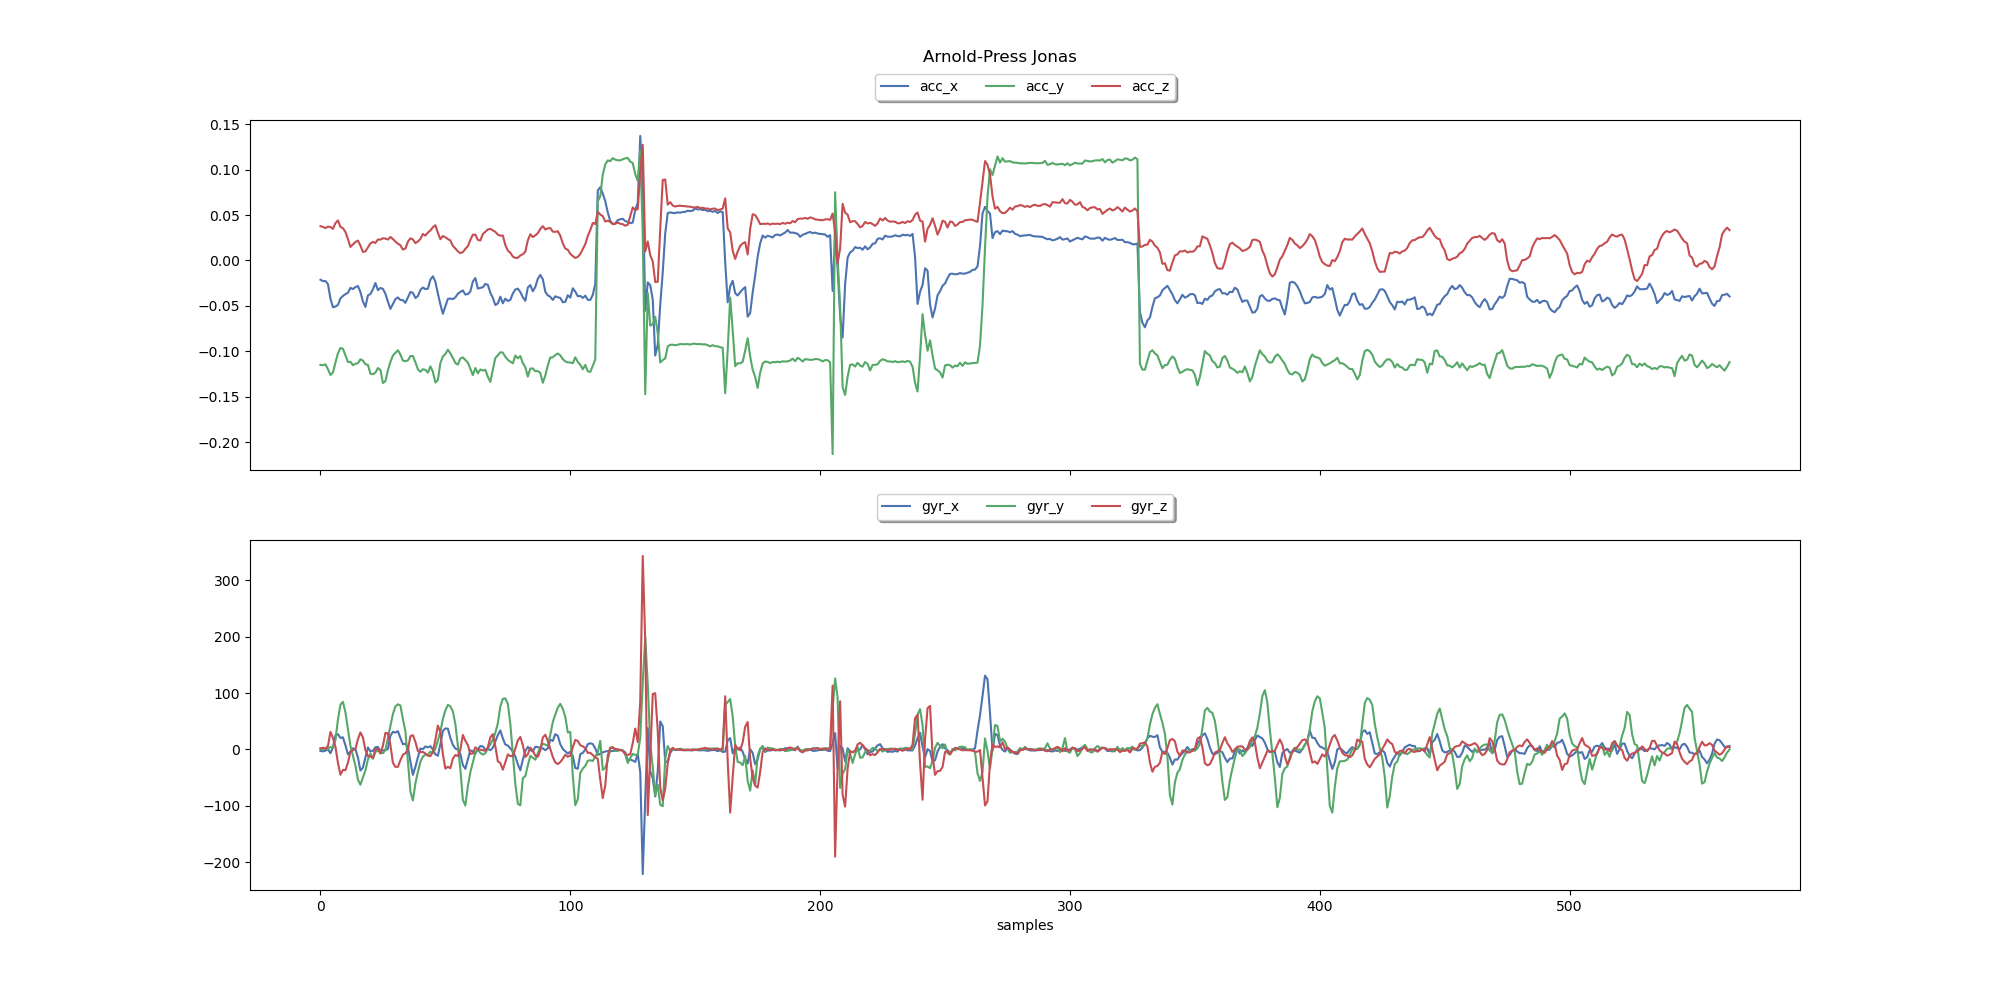 Arnold-Press Jonas
acc_x acc_y acc_z
0.15
0.10
0.05
0.00
−0.05
−0.10
−0.15
−0.20
gyr_x gyr_y gyr_z
300
200
100
0
−100
−200
0 100 200 300 400 500
samples